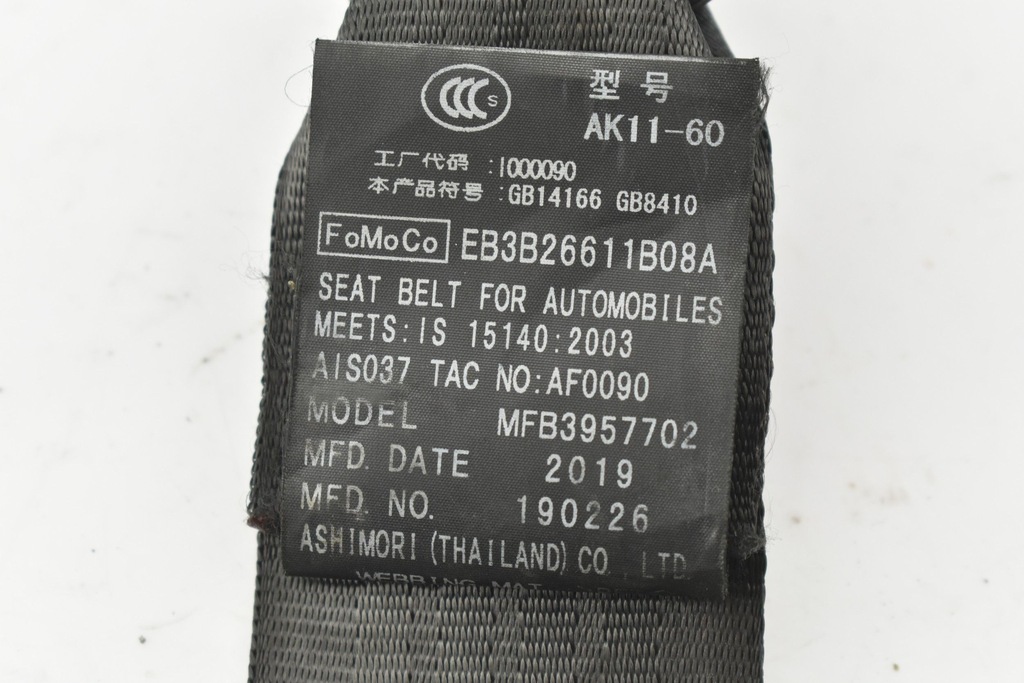 CCC S
型号
AK11-60
工厂代码 :I000090
本产品符号 :GB14166 GB8410
FoMoCo EB3B26611B08A
SEAT BELT FOR AUTOMOBILES
MEETS:IS 15140:2003
AIS037 TAC NO:AF0090
MODEL MFB3957702
MFD. DATE 2019
MFD. NO. 190226
ASHIMORI (THAILAND) CO., LTD.
WEBBING MAT